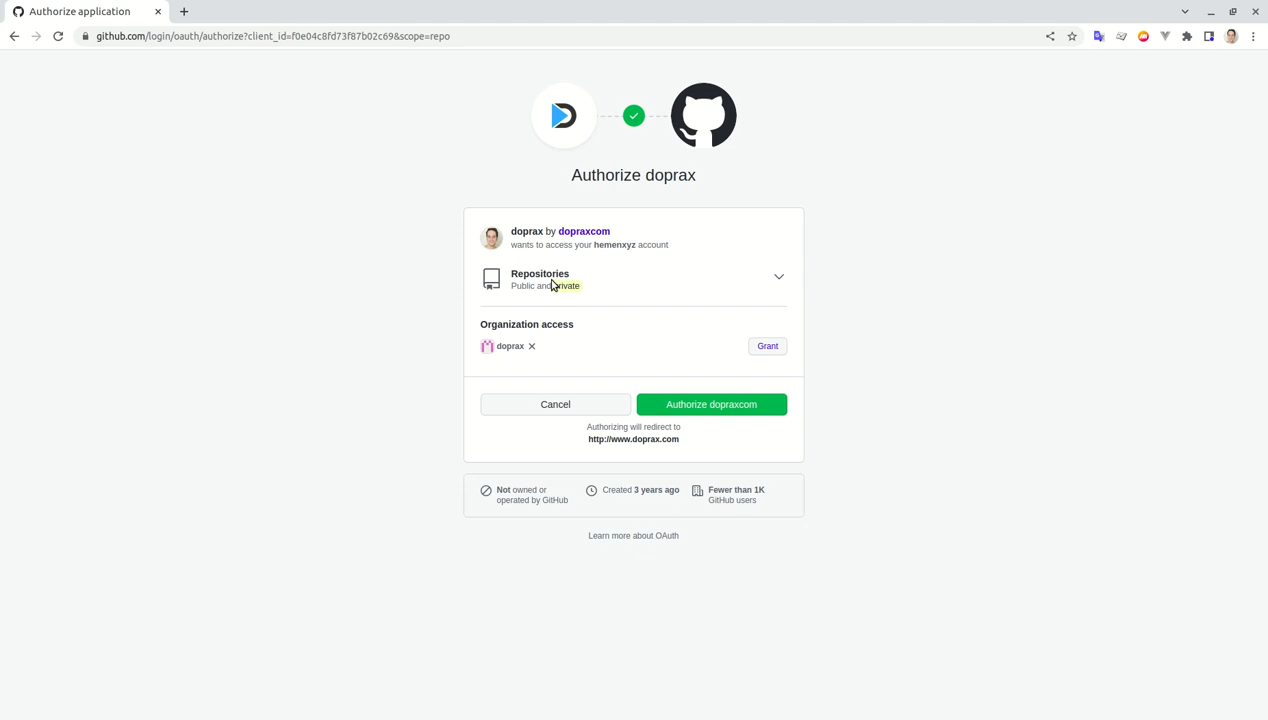 Authorize application
github.com/login/oauth/authorize?client_id=f0e04c8fd73f87b02c69&scope=repo
Authorize doprax
doprax by dopraxcom
wants to access your hemenxyz account
Repositories
Public and private
Organization access
doprax
Grant
Cancel
Authorize dopraxcom
Authorizing will redirect to
http://www.doprax.com
Not owned or
operated by GitHub
Created 3 years ago
Fewer than 1K
GitHub users
Learn more about OAuth